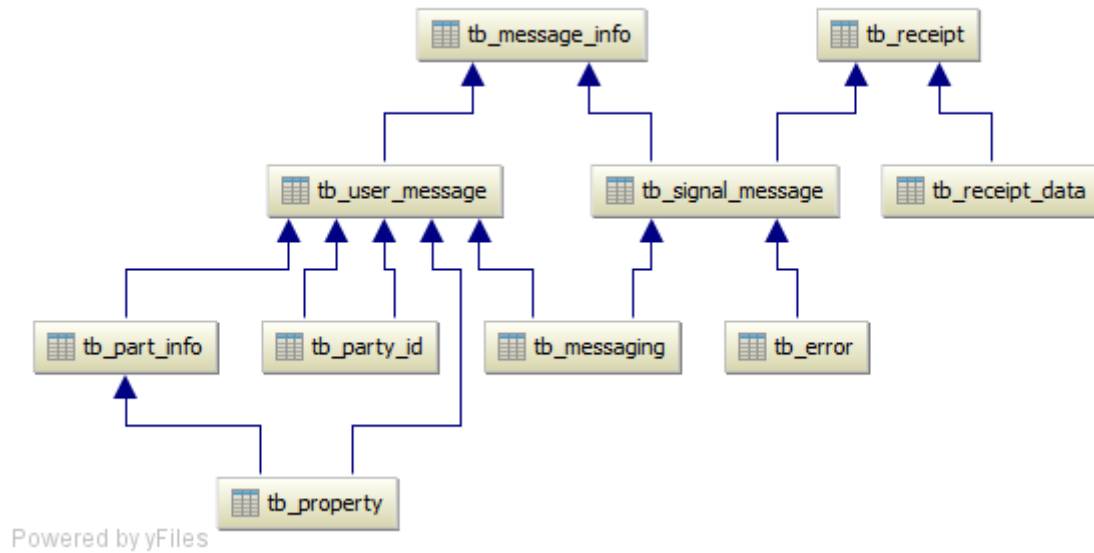 tb_message_info
tb_receipt
tb_user_message
tb_signal_message
tb_receipt_data
tb_part_info
tb_party_id
tb_messaging
tb_error
tb_property
Powered by yFiles